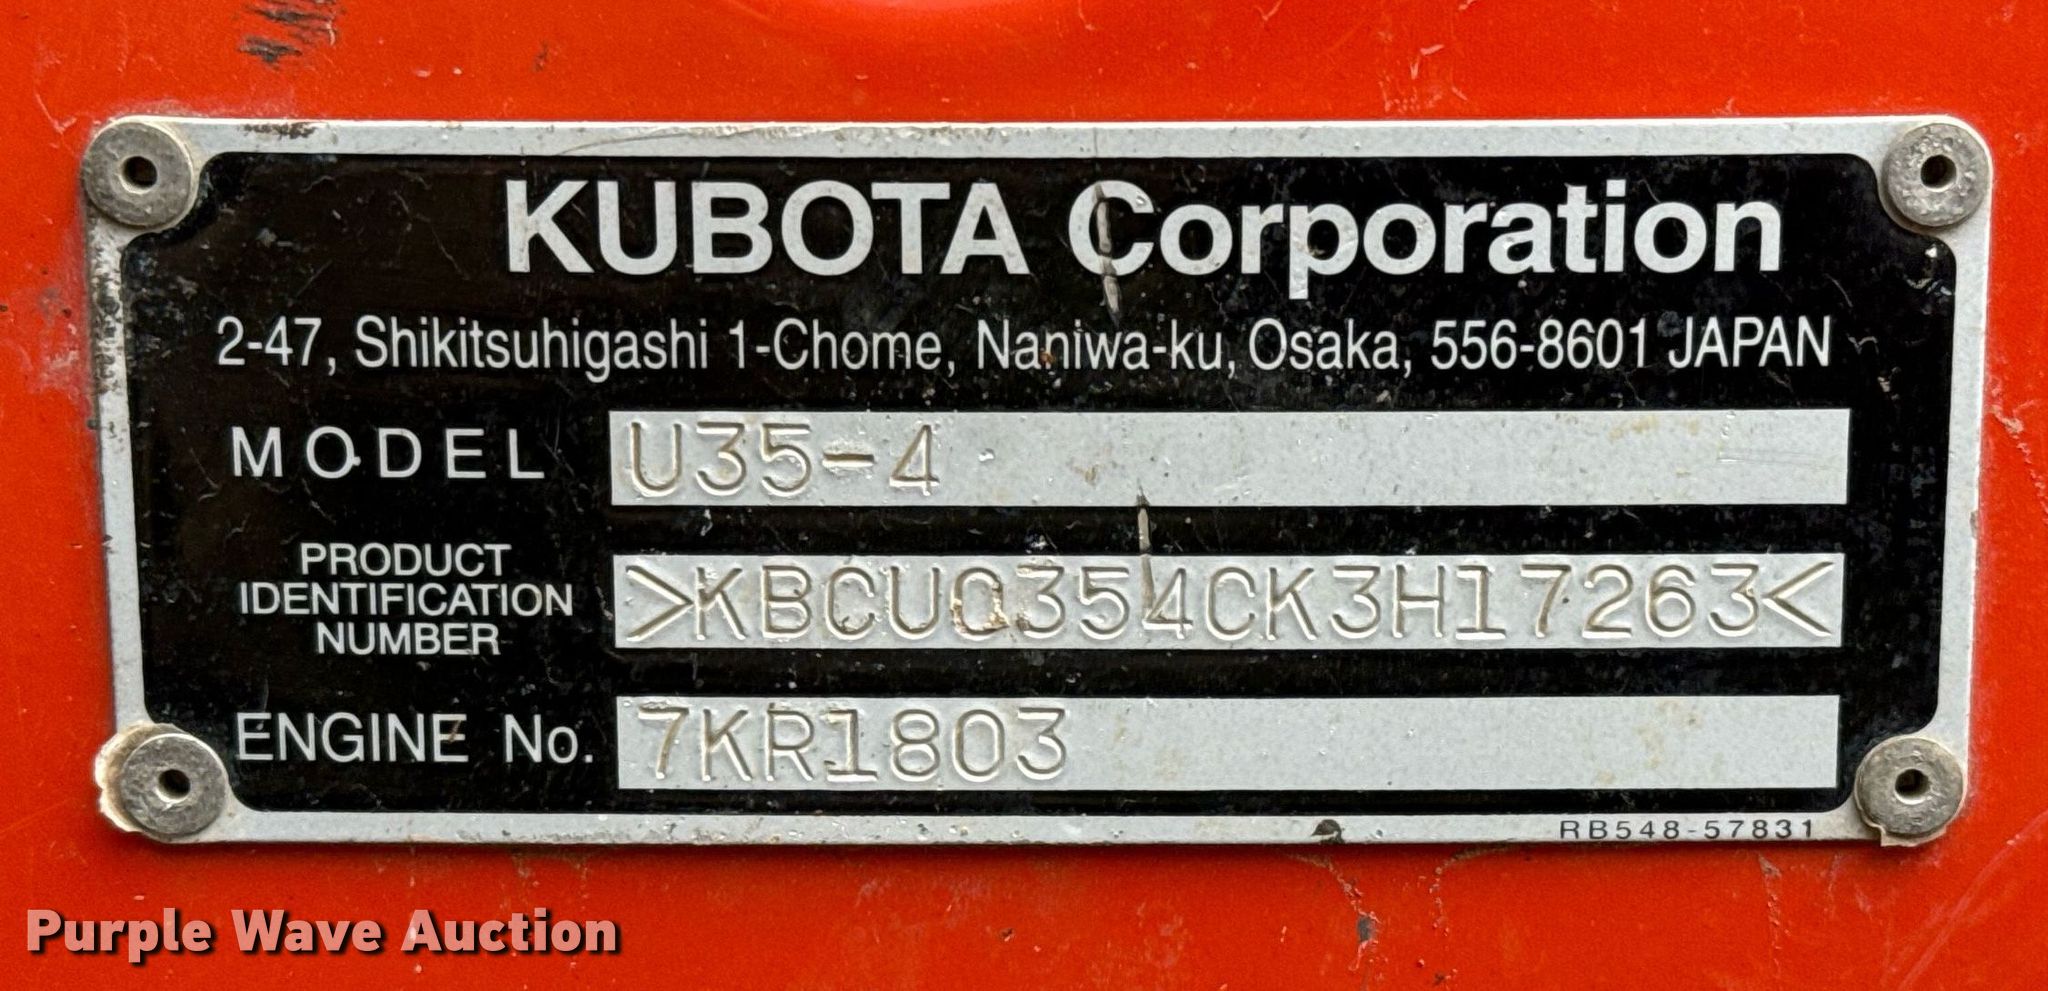 KUBOTA Corporation
2-47, Shikitsuhigashi 1-Chome, Naniwa-ku, Osaka, 556-8601 JAPAN
MODEL U35-4
PRODUCT
IDENTIFICATION
NUMBER
>KBCU0354CK3H17263<
ENGINE No. 7KR1803
RB548-57831
Purple Wave Auction